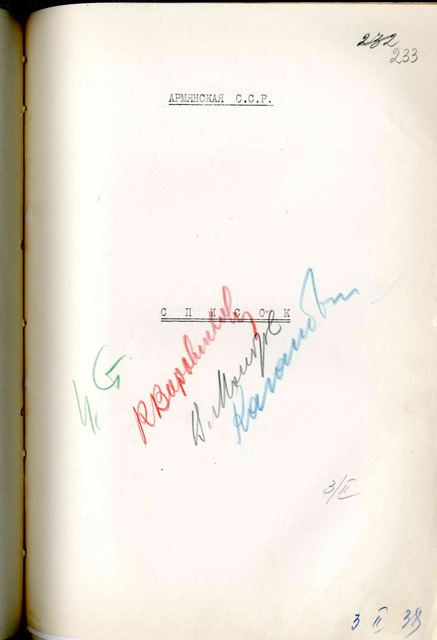 232
233
АРМЯНСКАЯ С.С.Р.
С П И С О К
И. Ст
К Ворошилов
В. Молотов
Каганович
3/II
3 II 38